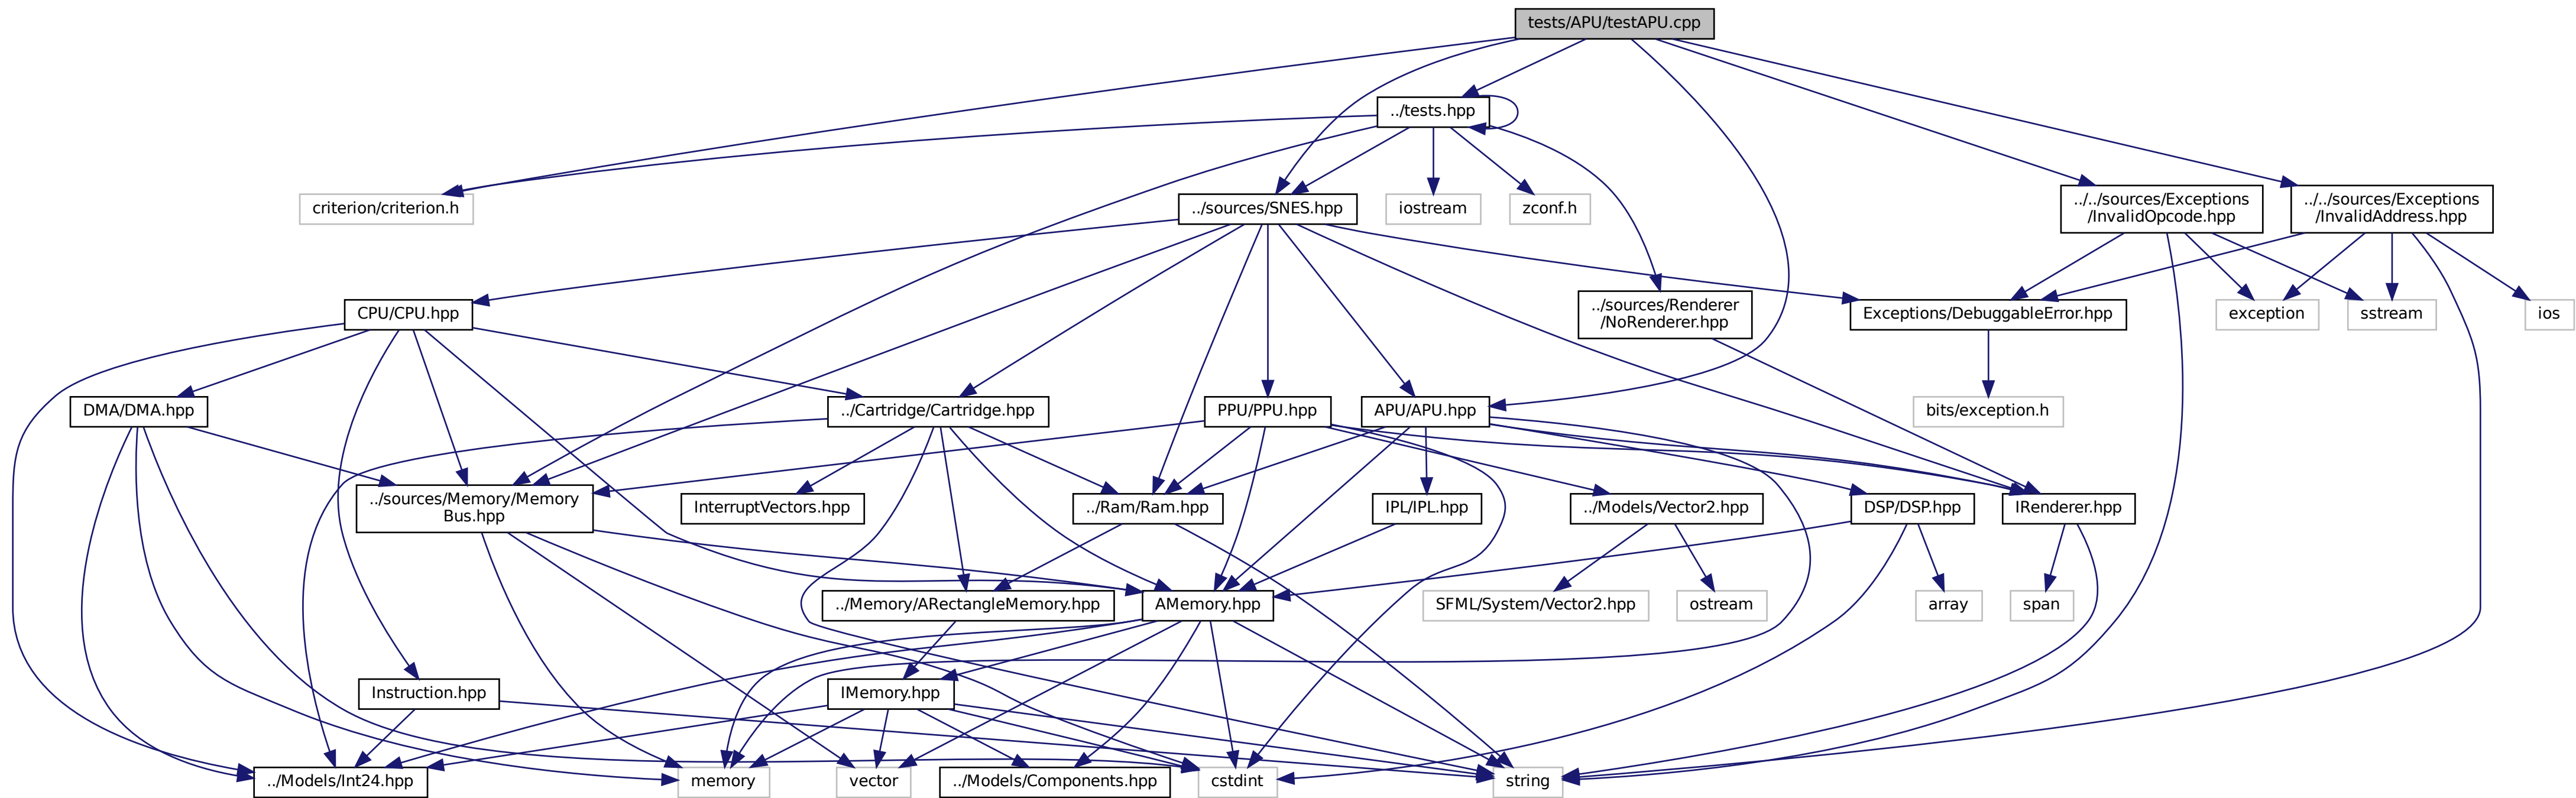 tests/APU/testAPU.cpp
../tests.hpp
criterion/criterion.h
../sources/SNES.hpp
iostream
zconf.h
../../sources/Exceptions
/InvalidOpcode.hpp
../../sources/Exceptions
/InvalidAddress.hpp
CPU/CPU.hpp
../sources/Renderer
/NoRenderer.hpp
Exceptions/DebuggableError.hpp
exception
sstream
ios
DMA/DMA.hpp
../Cartridge/Cartridge.hpp
PPU/PPU.hpp
APU/APU.hpp
bits/exception.h
../sources/Memory/Memory
Bus.hpp
InterruptVectors.hpp
../Ram/Ram.hpp
IPL/IPL.hpp
../Models/Vector2.hpp
DSP/DSP.hpp
IRenderer.hpp
../Memory/ARectangleMemory.hpp
AMemory.hpp
SFML/System/Vector2.hpp
ostream
array
span
Instruction.hpp
IMemory.hpp
../Models/Int24.hpp
memory
vector
../Models/Components.hpp
cstdint
string